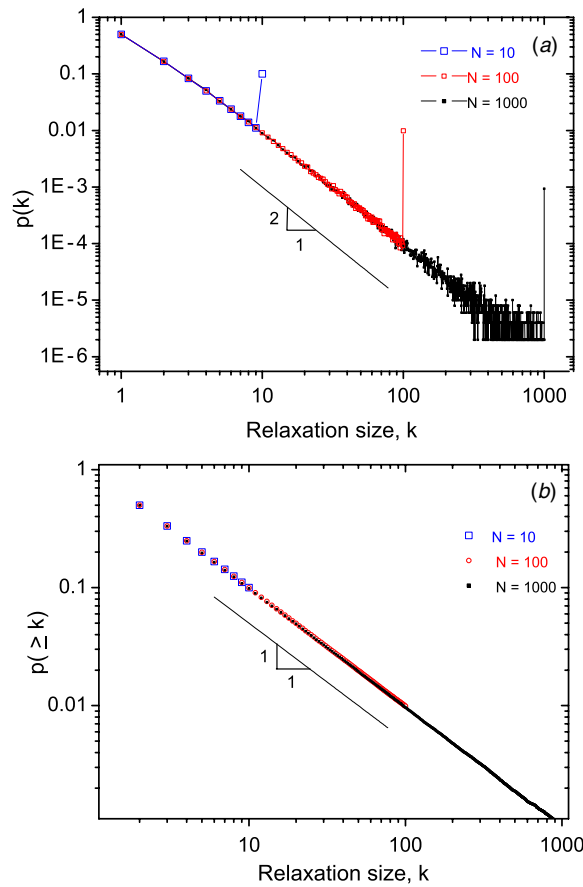 1
0.1
0.01
1E-3
1E-4
1E-5
1E-6
p(k)
(a)
N = 10
N = 100
N = 1000
2
1
1
10
100
1000
Relaxation size, k
1
0.1
0.01
p( ≥ k)
(b)
N = 10
N = 100
N = 1000
1
1
10
100
1000
Relaxation size, k